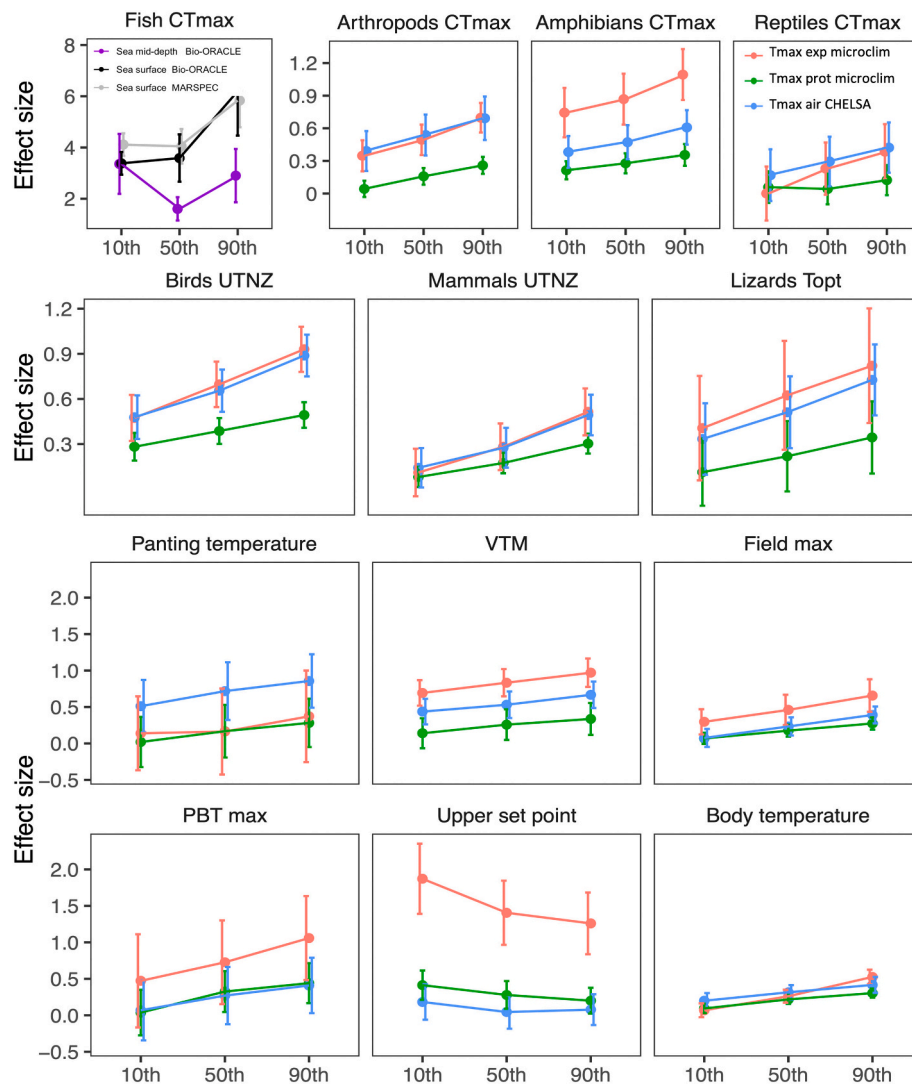 Fish CTmax
Arthropods CTmax
Amphibians CTmax
Reptiles CTmax
Effect size
8
6
4
2
Sea mid-depth Bio-ORACLE
Sea surface Bio-ORACLE
Sea surface MARSPEC
1.2
0.9
0.6
0.3
0
Tmax exp microclim
Tmax prot microclim
Tmax air CHELSA
10th 50th 90th
10th 50th 90th
10th 50th 90th
10th 50th 90th
Birds UTNZ
Mammals UTNZ
Lizards Topt
Effect size
1.2
0.9
0.6
0.3
Panting temperature
VTM
Field max
Effect size
2.0
1.5
1.0
0.5
0.0
−0.5
PBT max
Upper set point
Body temperature
2.0
1.5
1.0
0.5
0.0
−0.5
10th 50th 90th
10th 50th 90th
10th 50th 90th